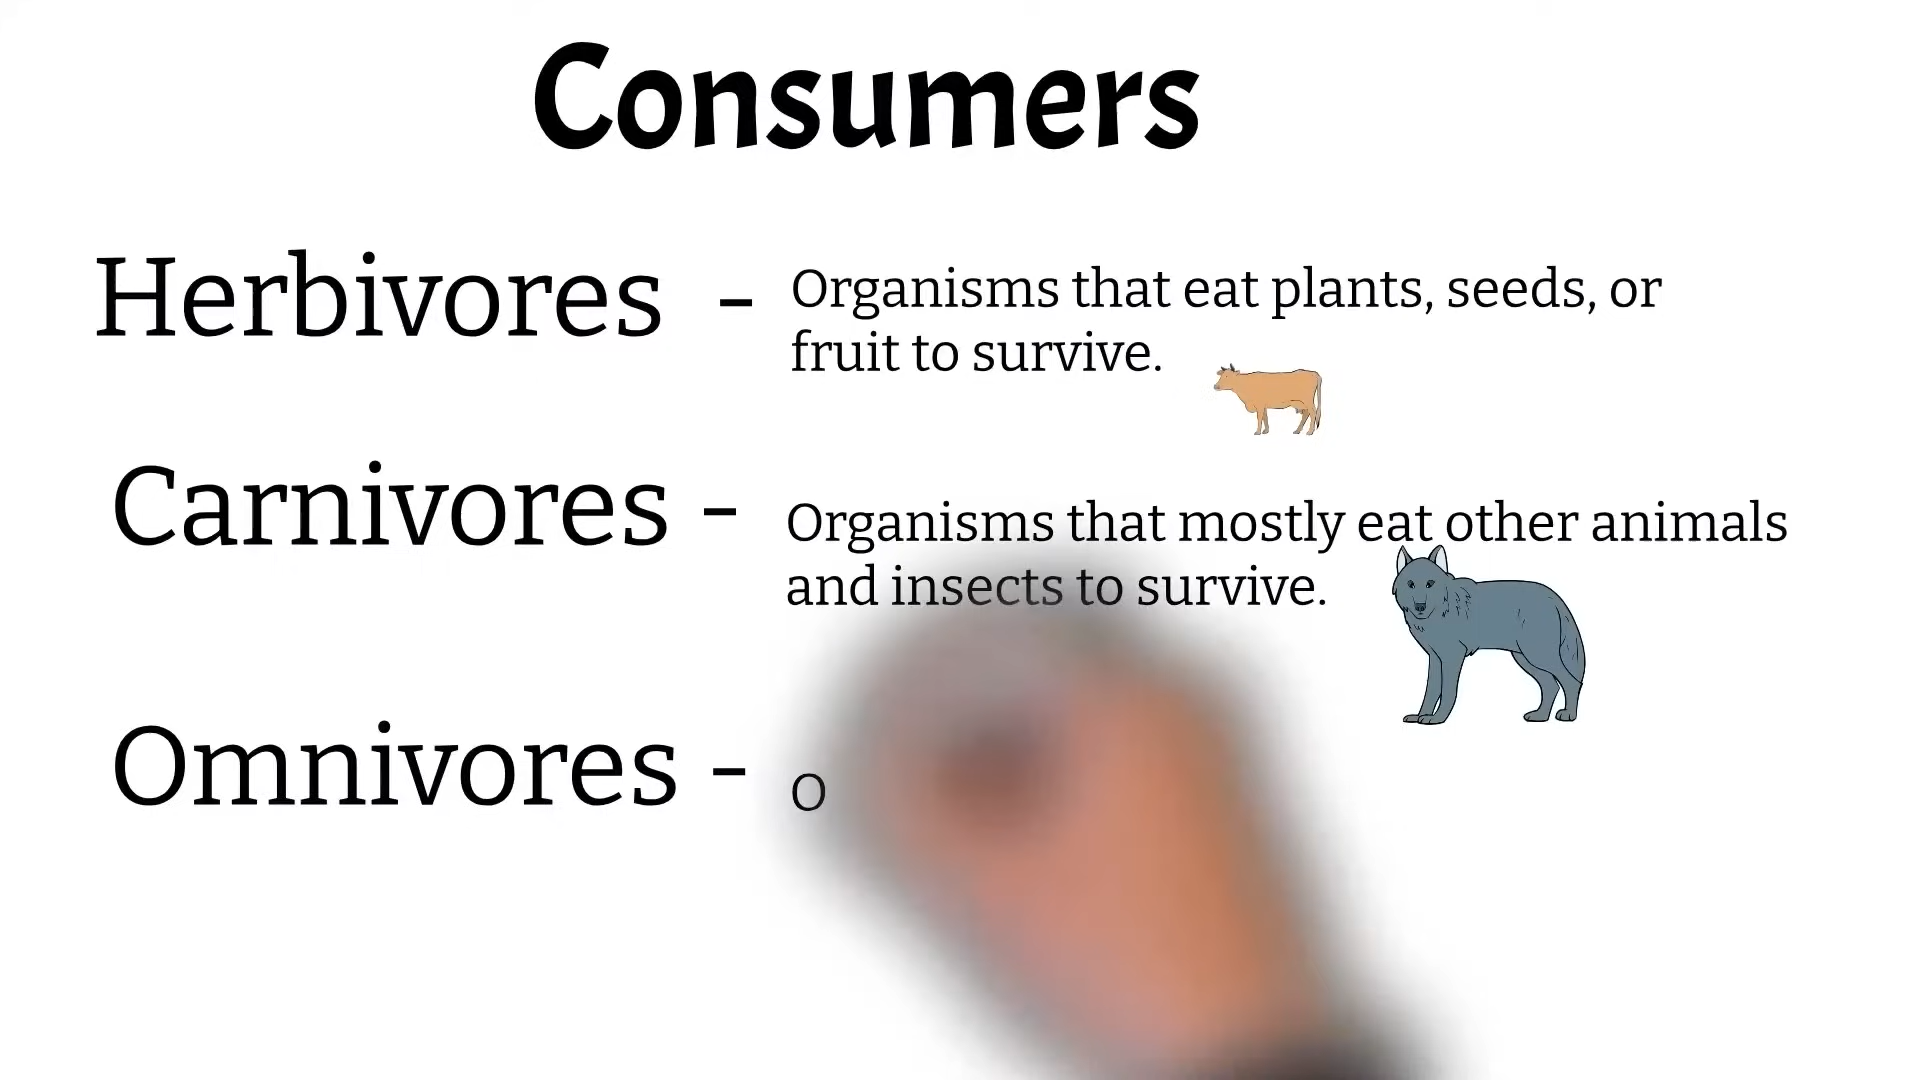 Consumers
Herbivores - Organisms that eat plants, seeds, or
fruit to survive.
Carnivores - Organisms that mostly eat other animals
and insects to survive.
Omnivores - O